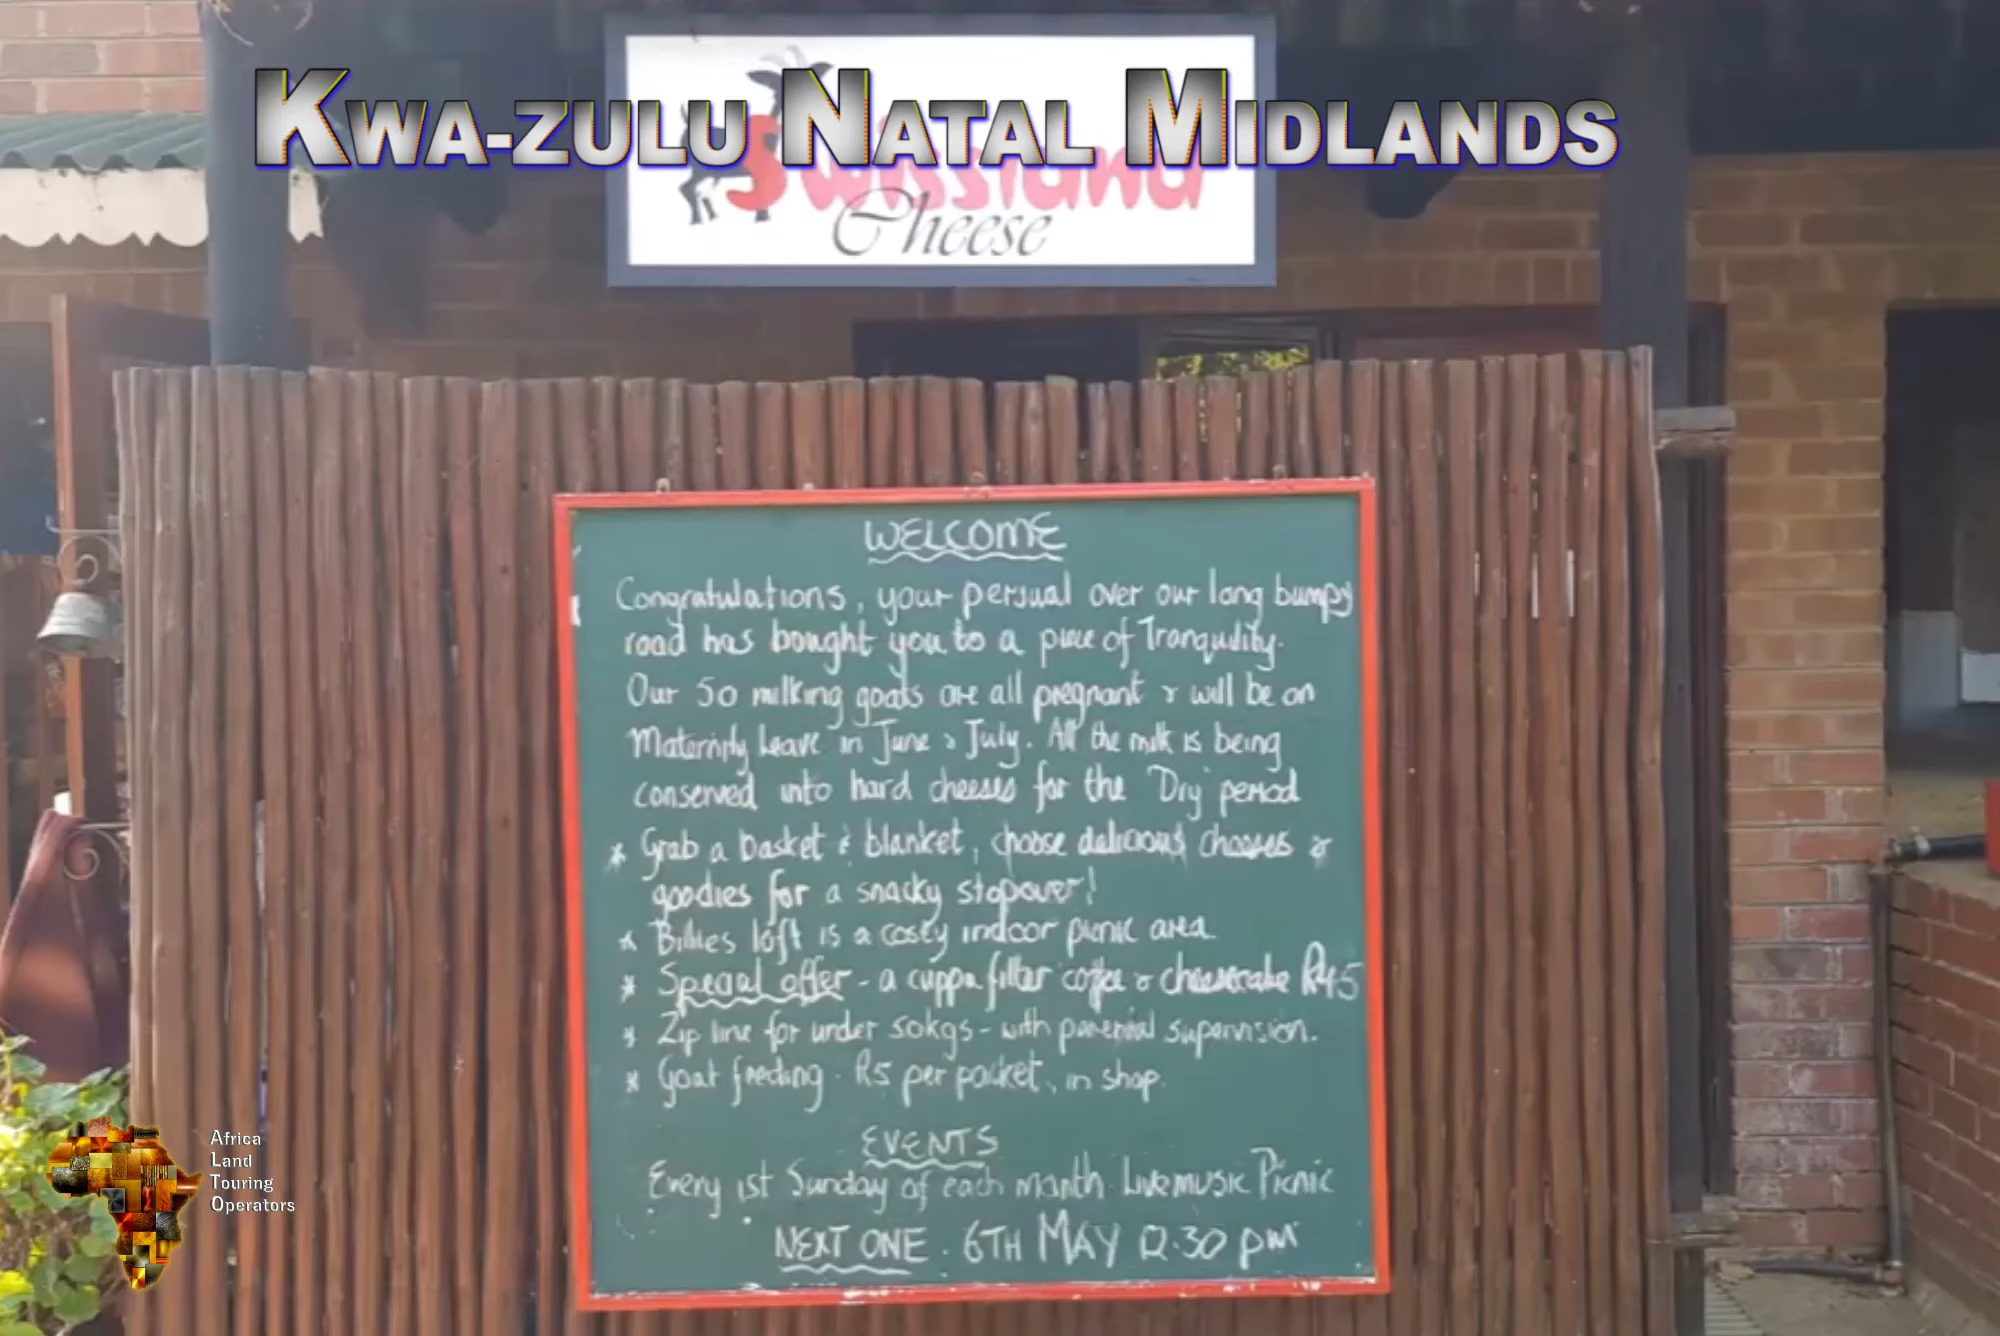 KWA-ZULU NATAL MIDLANDS
Swissland
Cheese
WELCOME
Congratulations, your persual over our long bumpy
road has bought you to a piece of Tranquility.
Our 50 milking goats are all pregnant & will be on
Maternity leave in June & July. All the milk is being
conserved into hard cheeses for the "Dry" period
* Grab a basket & blanket, choose delicious cheeses &
goodies for a snacky stopover!
* Billies loft is a cosey indoor picnic area.
* Special offer - a cuppa filter coffee & cheesecake R45
* Zip line for under 50kgs - with parental supervision.
* Goat feeding. R5 per packet, in shop.
EVENTS
Every 1st Sunday of each month Live music Picnic
NEXT ONE. 6TH MAY 12.30 pm
Africa
Land
Touring
Operators